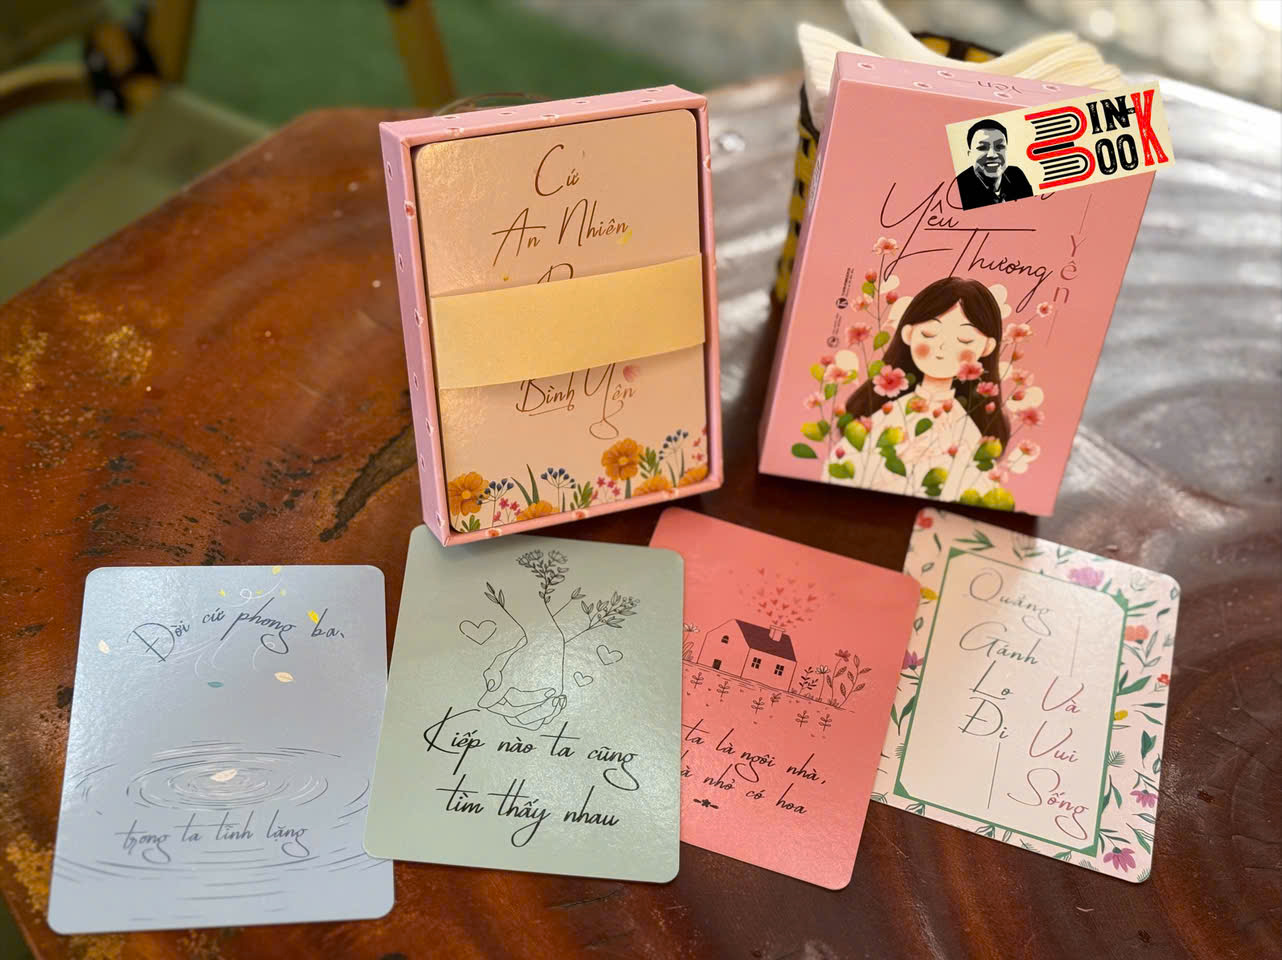 Cứ
An Nhiên
Bình Yên
BIN-
BOOK
Yêu
Thương
Yên
Đời cứ phong ba,
trong ta tĩnh lặng
Kiếp nào ta cũng
tìm thấy nhau
ta là ngôi nhà,
nhỏ có hoa
Quẳng
Gánh
Lo
Đi
Và
Vui
Sống